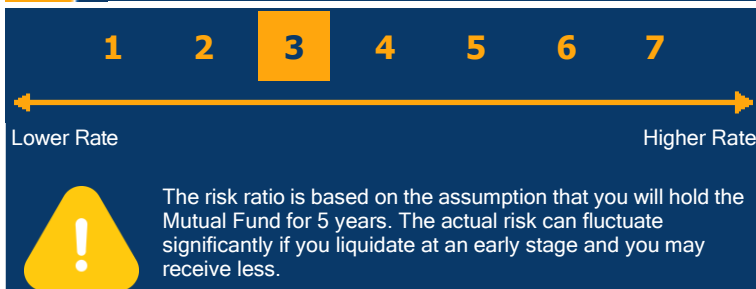 1 2 3 4 5 6 7
Lower Rate Higher Rate
The risk ratio is based on the assumption that you will hold the
Mutual Fund for 5 years. The actual risk can fluctuate
significantly if you liquidate at an early stage and you may
receive less.